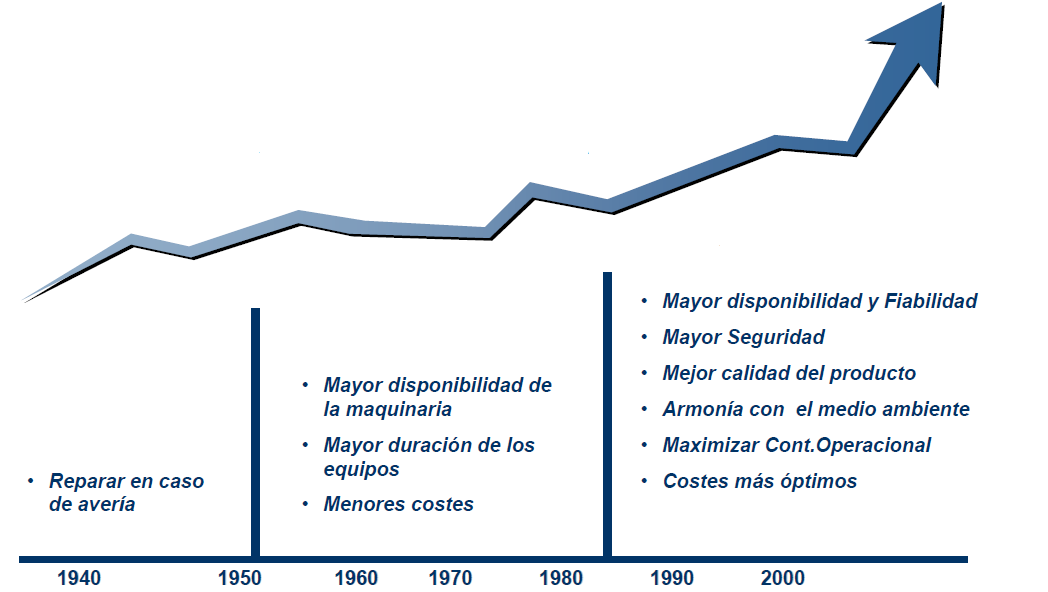 • Reparar en caso
de avería
• Mayor disponibilidad de
la maquinaria
• Mayor duración de los
equipos
• Menores costes
• Mayor disponibilidad y Fiabilidad
• Mayor Seguridad
• Mejor calidad del producto
• Armonía con el medio ambiente
• Maximizar Cont.Operacional
• Costes más óptimos
1940 1950 1960 1970 1980 1990 2000